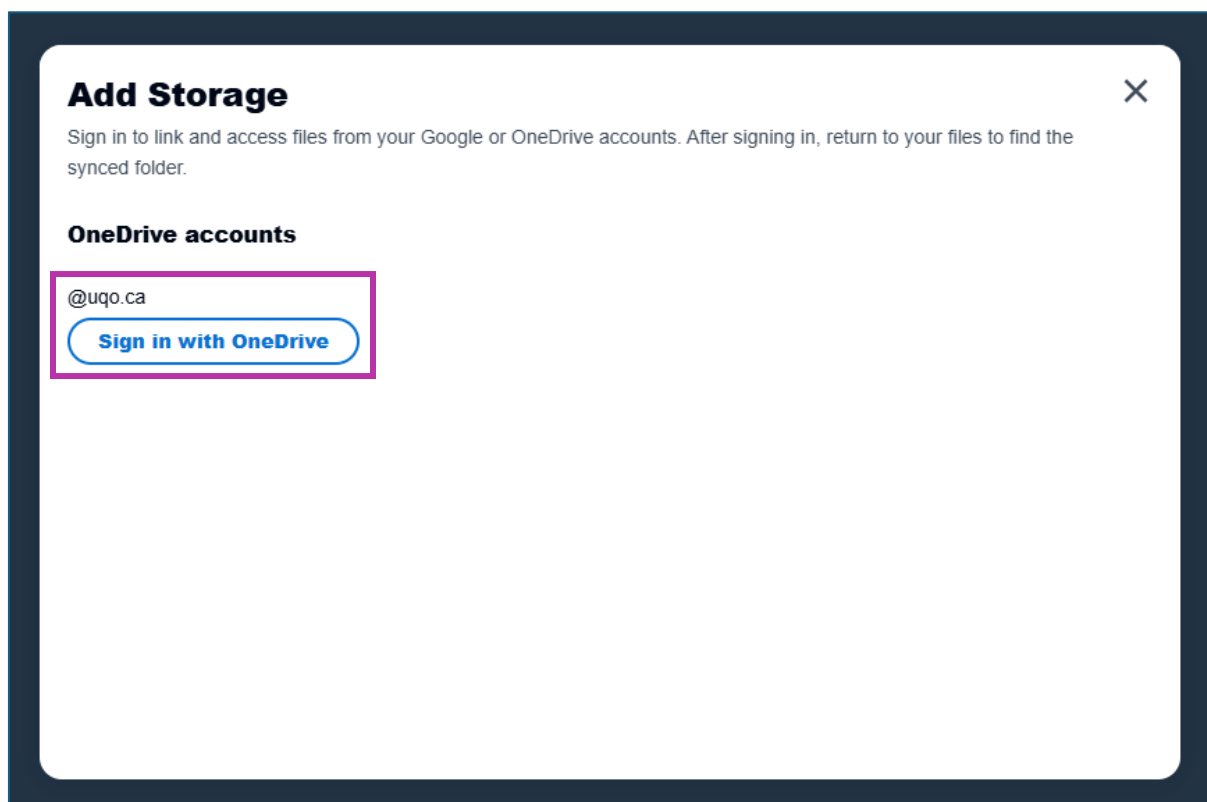 Add Storage
Sign in to link and access files from your Google or OneDrive accounts. After signing in, return to your files to find the
synced folder.
OneDrive accounts
@uqo.ca
Sign in with OneDrive